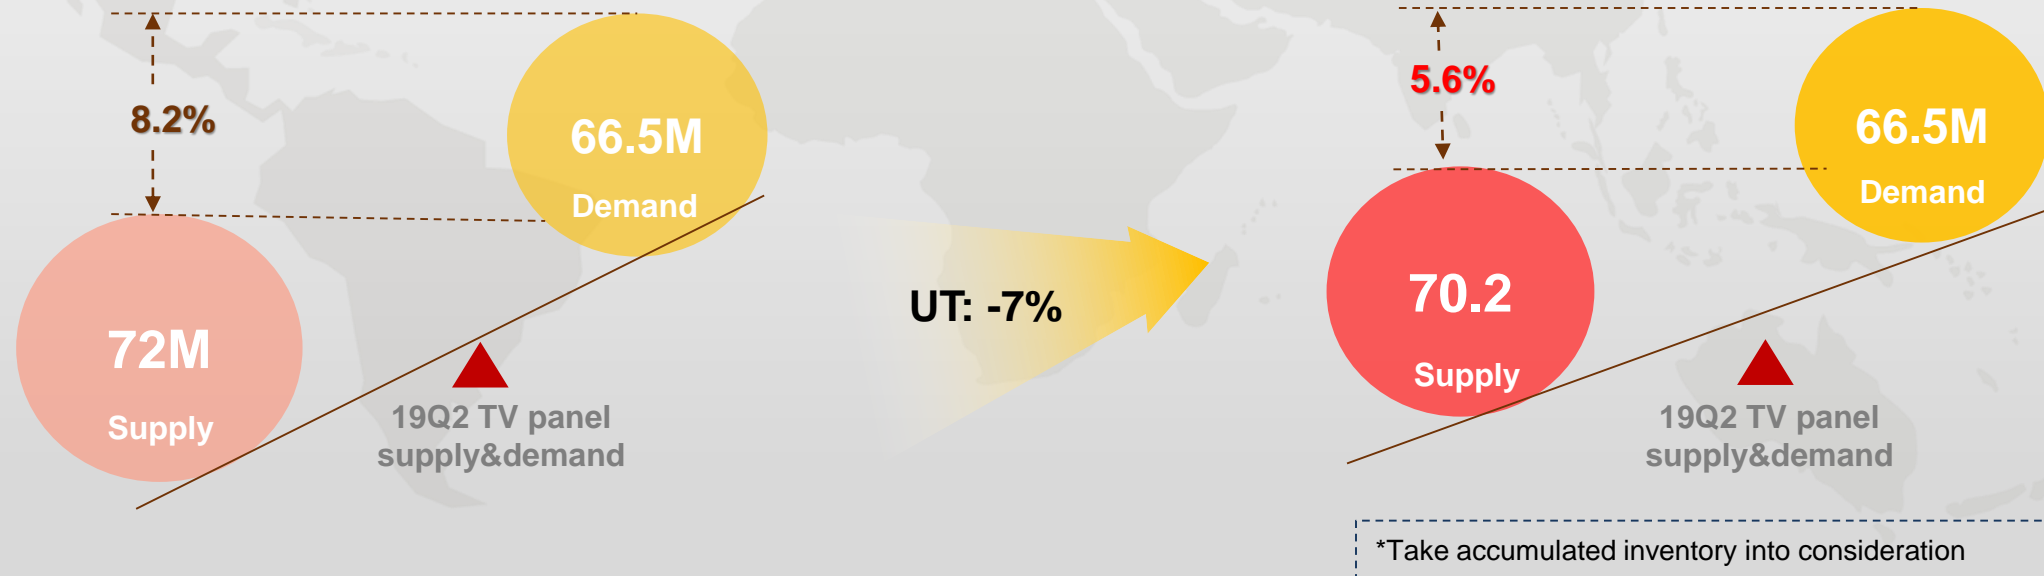 8.2%
66.5M
Demand
72M
Supply
19Q2 TV panel
supply&demand
UT: -7%
5.6%
66.5M
Demand
70.2
Supply
19Q2 TV panel
supply&demand
*Take accumulated inventory into consideration